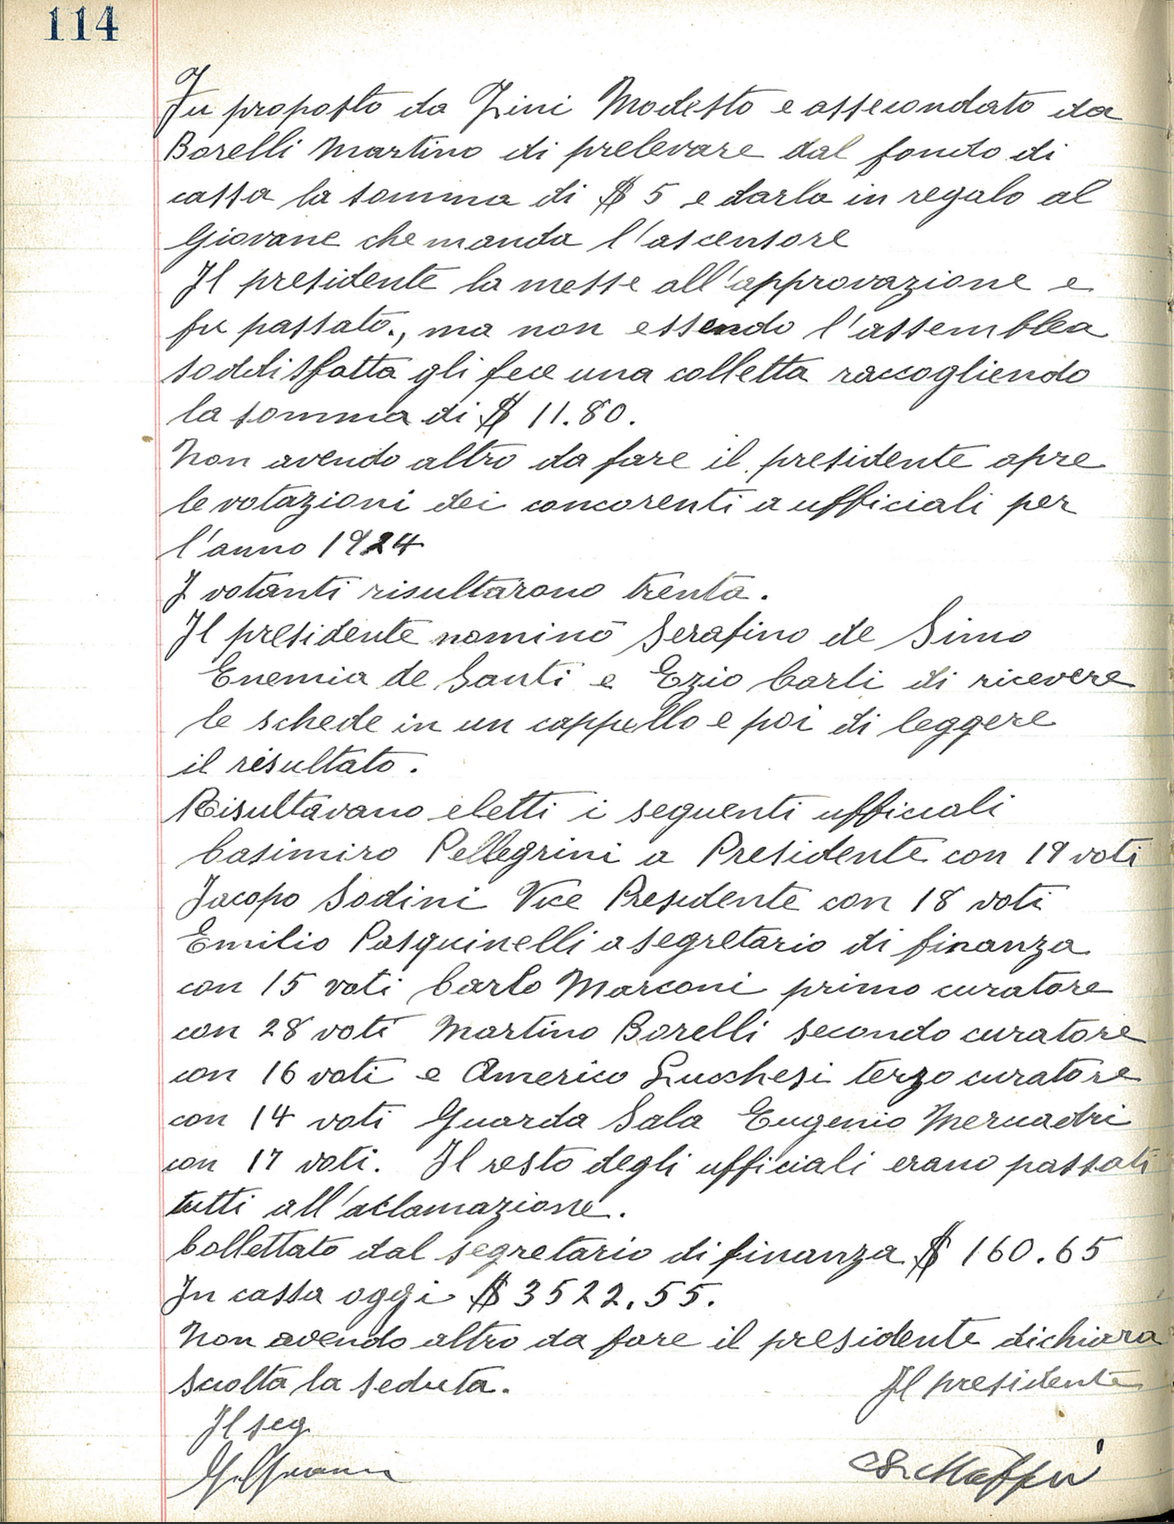 114
Fu proposto da Zini Modesto e assecondato da
Borelli Martino di prelevare dal fondo di
cassa la somma di $ 5 e darla in regalo al
Giovane che manda l'ascensore
Il presidente la messe all'approvazione e
fu passato., ma non essendo l'assemblea
soddisfatta gli fece una colletta raccogliendo
la somma di $ 11.80.
Non avendo altro da fare il presidente apre
le votazioni dei concorenti a ufficiali per
l'anno 1924
I votanti risultarono trenta.
Il presidente nominò Serafino de Simo
Enemia de Santi e Ezio Carli di ricevere
le schede in un cappello e poi di leggere
il risultato.
Risultavano eletti i seguenti ufficiali
Casimiro Pellegrini a Presidente con 19 voti
Jacopo Sodini Vice Presidente con 18 voti
Emilio Pasquinelli a segretario di finanza
con 15 voti Carlo Marconi primo curatore
con 28 voti Martino Borelli secondo curatore
con 16 voti e Americo Lucchesi terzo curatore
con 14 voti Guarda Sala Eugenio
con 17 voti. Il resto degli ufficiali erano passati
tutti all'aclamazione.
Collettato dal segretario di finanza $ 160.65
In cassa oggi $ 3522.55.
Non avendo altro da fare il presidente dichiara
sciolta la seduta.
Il presidente
Il seg